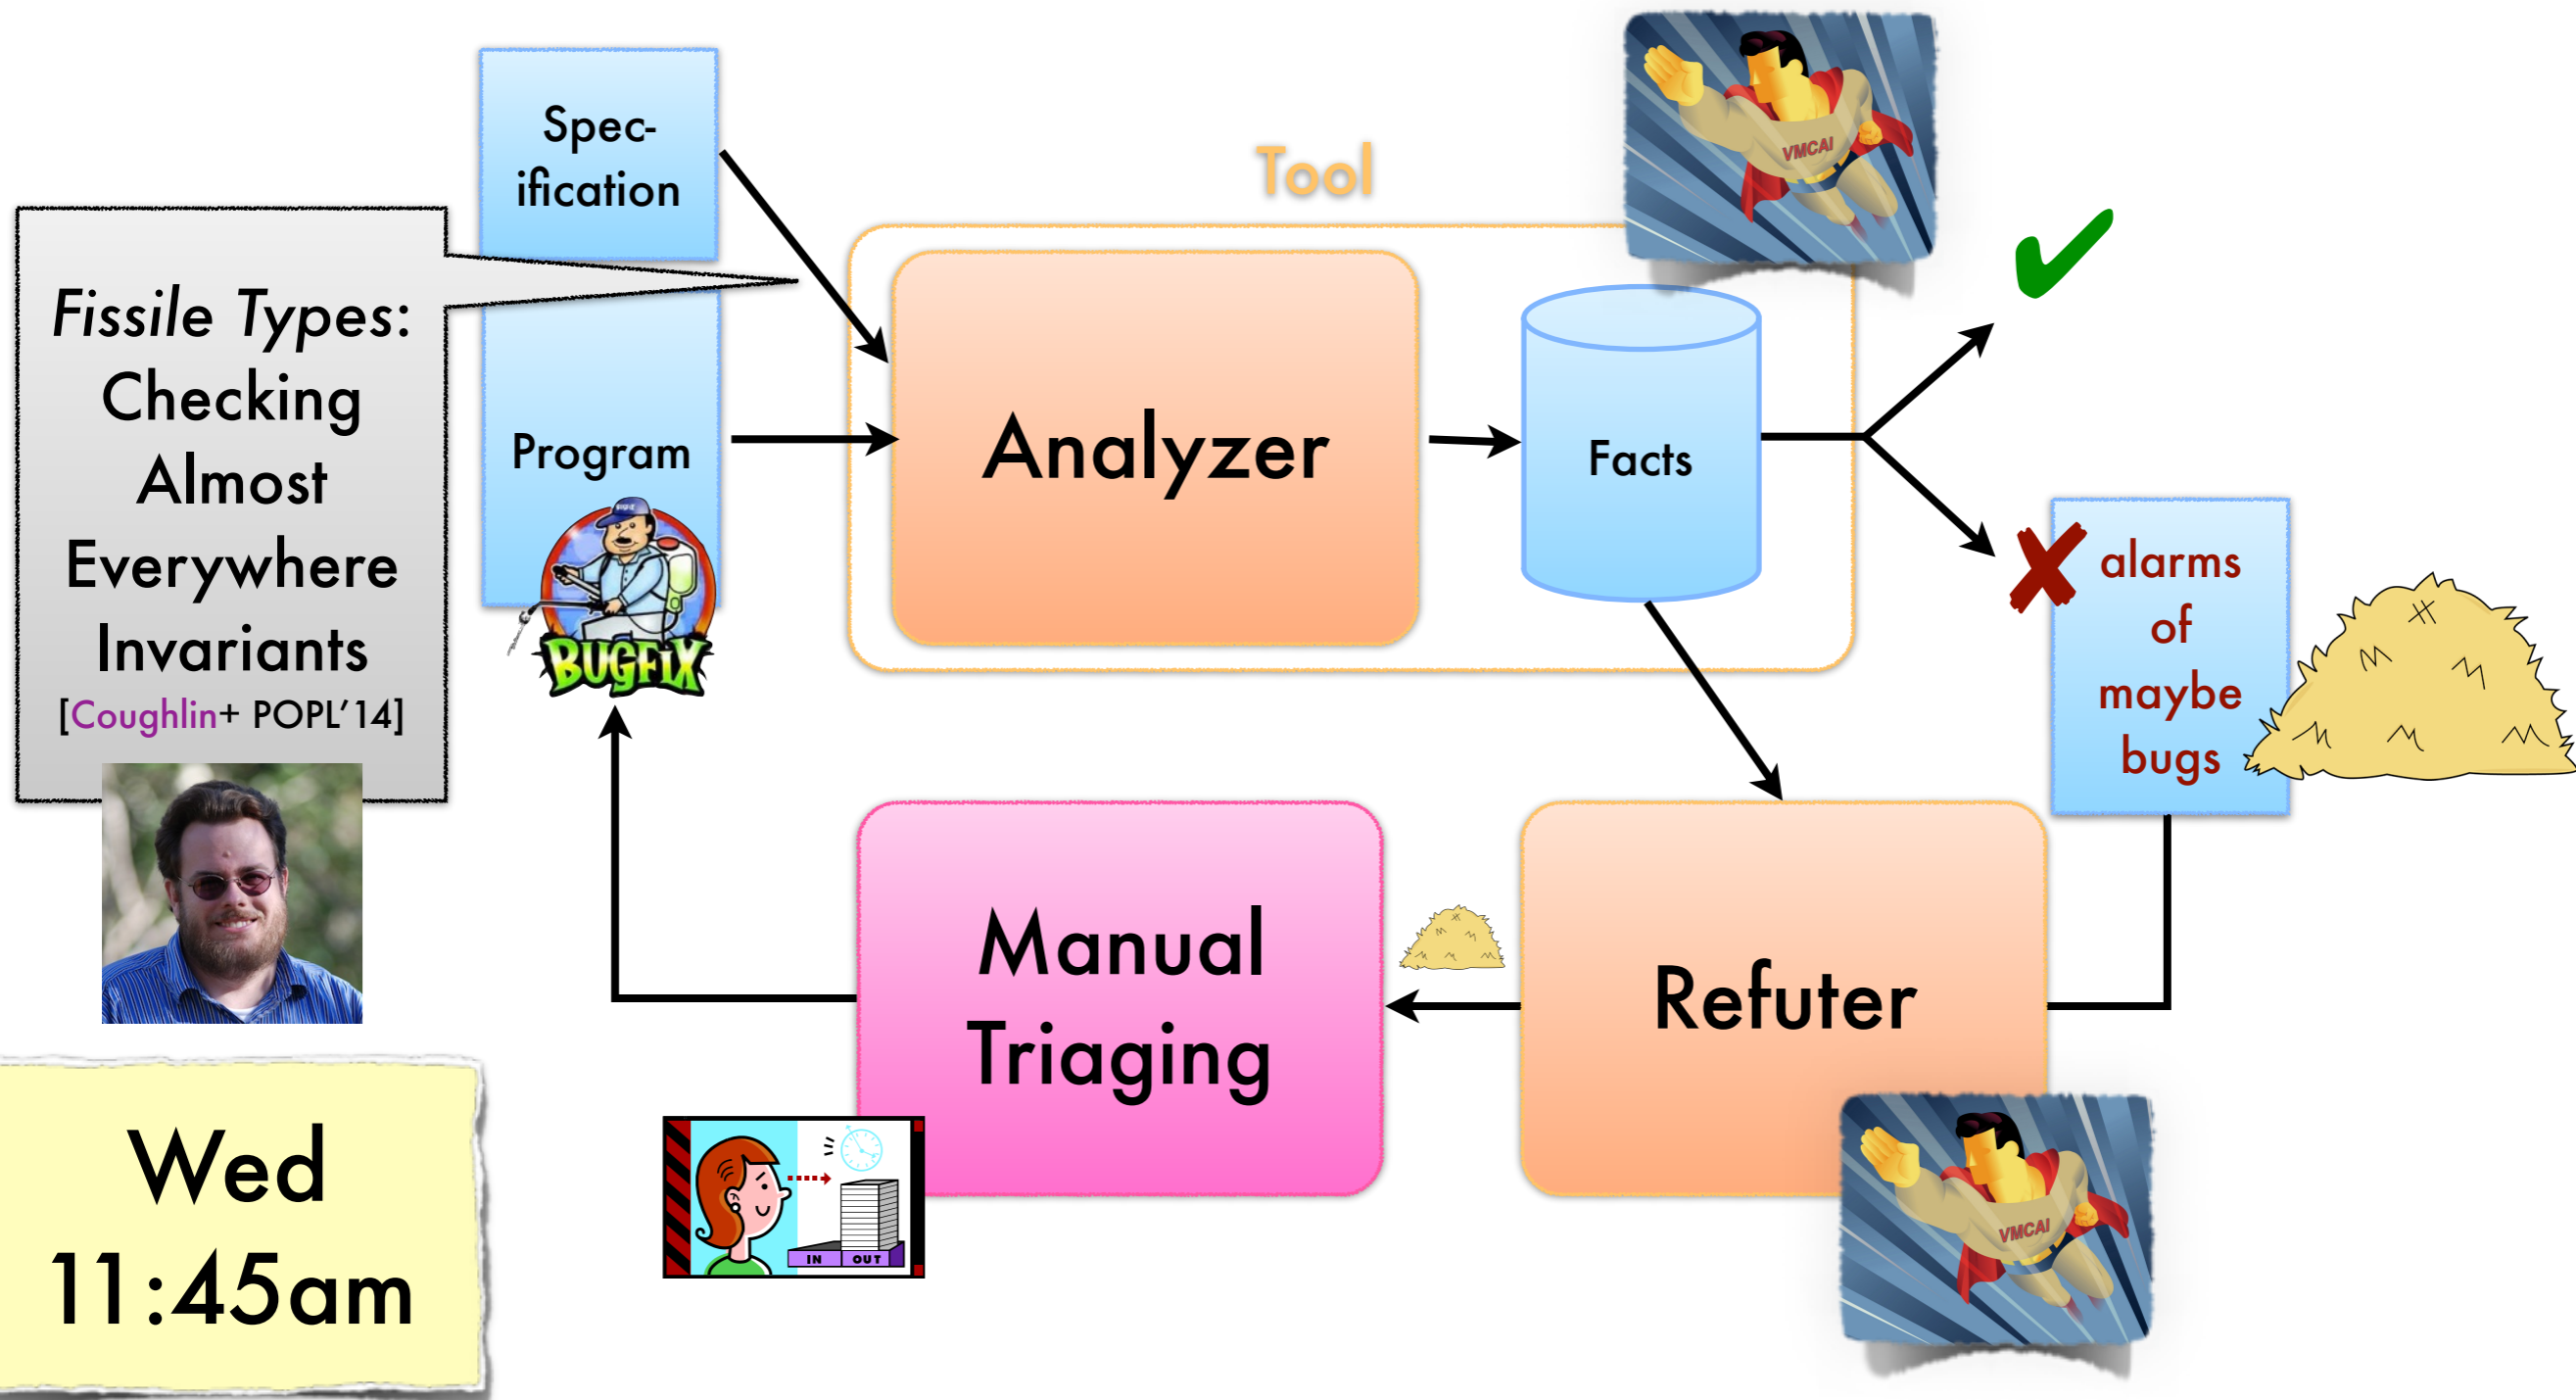 Spec-
ification
Tool
VMCAI
Fissile Types:
Checking
Almost
Everywhere
Invariants
[Coughlin+ POPL’14]
Program
BUGFIX
Analyzer
Facts
✔
✘
alarms
of
maybe
bugs
Manual
Triaging
Refuter
IN OUT
VMCAI
Wed
11:45am